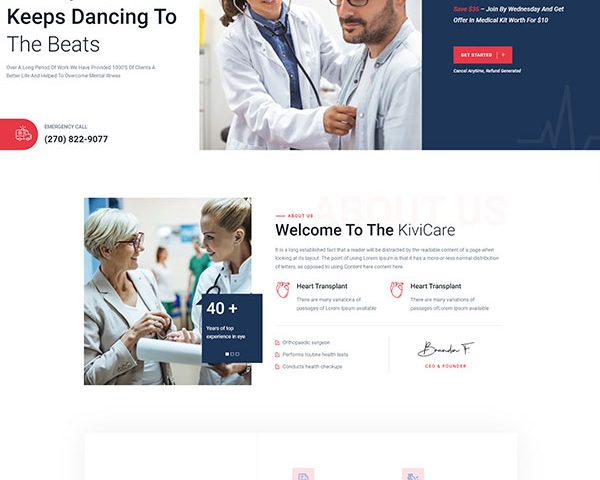 Keeps Dancing To
The Beats
Over A Long Period Of Work We Have Provided 1000'S Of Clients A
Better Life And Helped To Overcome Mental Illness
EMERGENCY CALL
(270) 822-9077
Save $35 – Join By Wednesday And Get
Offer In Medical Kit Worth For $10
GET STARTED
Cancel Anytime, Refund Generated
ABOUT US
ABOUT US
Welcome To The KiviCare
It is a long established fact that a reader will be distracted by the readable content of a page when
looking at its layout. The point of using Lorem Ipsum is that it has a more-or-less normal distribution
of letters, as opposed to using Content here content here.
Heart Transplant
There are many variations of
passages of Lorem Ipsum available
Heart Transplant
There are many variations of
passages ofLorem Ipsum available
40 +
Years of top
experience in eye
Orthopaedic surgeon
Performs routine health tests
Conducts health checkups
Brandon F.
CEO & FOUNDER